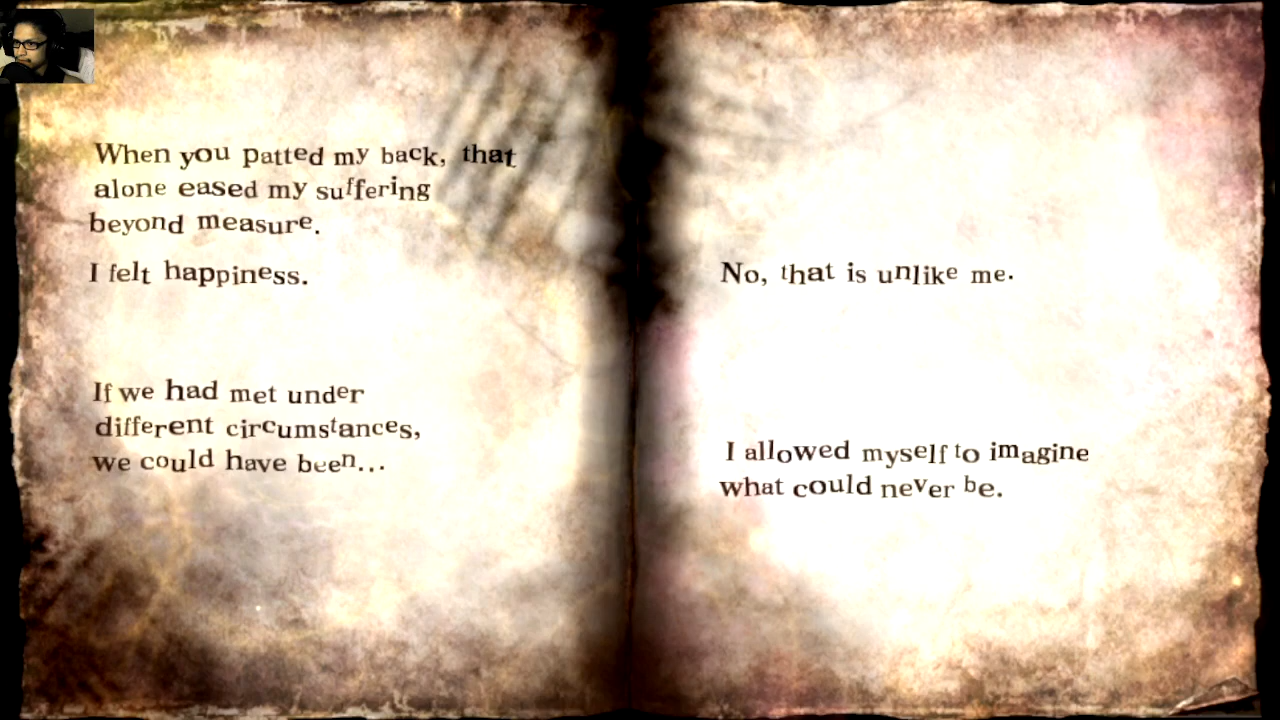 When you patted my back, that
alone eased my suffering
beyond measure.
I felt happiness.
If we had met under
different circumstances,
we could have been...
No, that is unlike me.
I allowed myself to imagine
what could never be.